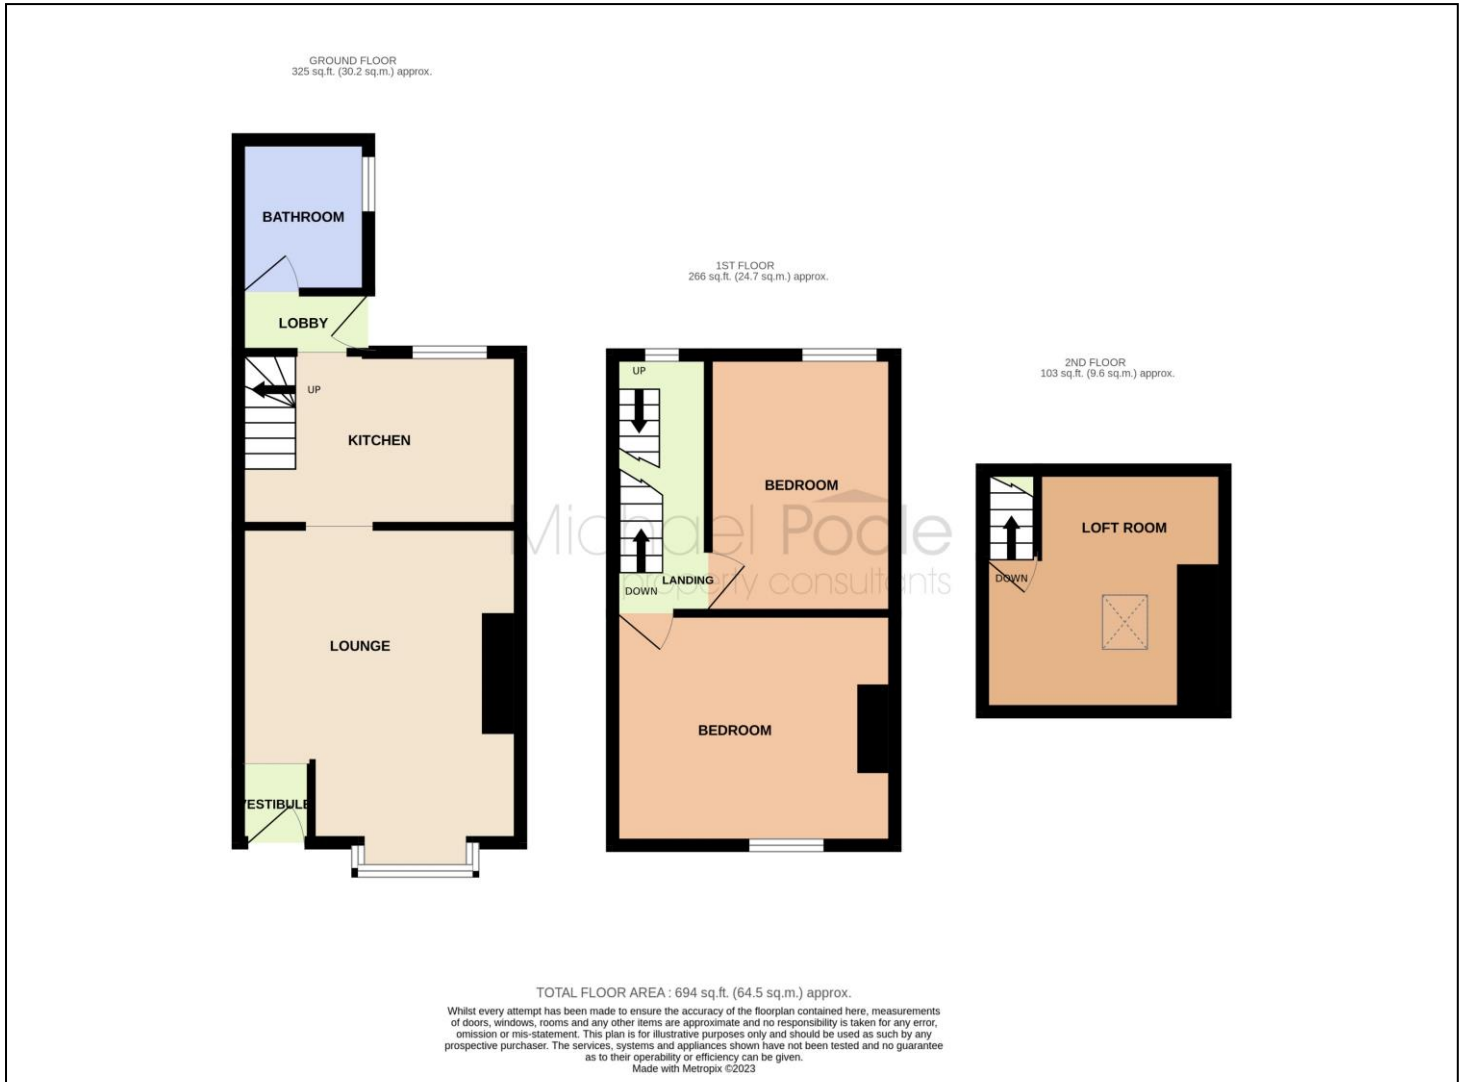 GROUND FLOOR
325 sq.ft. (30.2 sq.m.) approx.
BATHROOM
LOBBY
UP
KITCHEN
LOUNGE
VESTIBULE
1ST FLOOR
266 sq.ft. (24.7 sq.m.) approx.
UP
BEDROOM
LANDING
DOWN
BEDROOM
2ND FLOOR
103 sq.ft. (9.6 sq.m.) approx.
LOFT ROOM
DOWN
Michael Poole
property consultants
TOTAL FLOOR AREA : 694 sq.ft. (64.5 sq.m.) approx.
Whilst every attempt has been made to ensure the accuracy of the floorplan contained here, measurements
of doors, windows, rooms and any other items are approximate and no responsibility is taken for any error,
omission or mis-statement. This plan is for illustrative purposes only and should be used as such by any
prospective purchaser. The services, systems and appliances shown have not been tested and no guarantee
as to their operability or efficiency can be given.
Made with Metropix ©2023